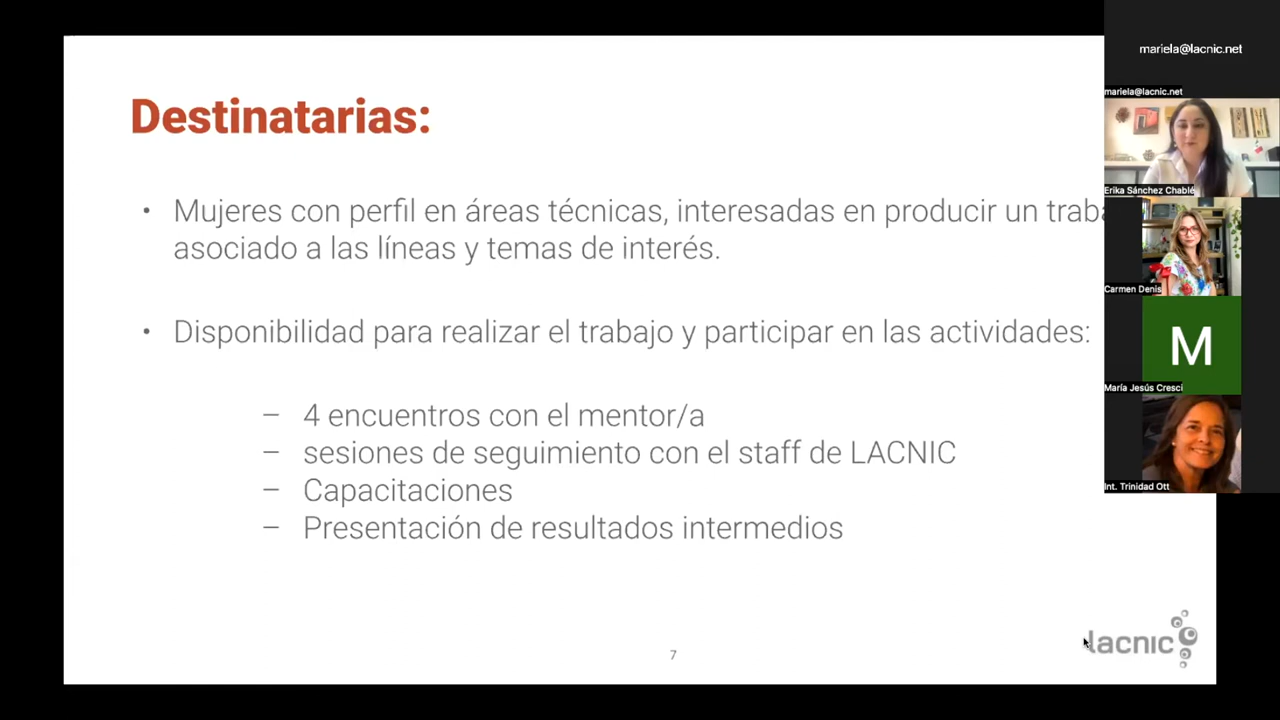 Destinatarias:
• Mujeres con perfil en áreas técnicas, interesadas en producir un
asociado a las líneas y temas de interés.
• Disponibilidad para realizar el trabajo y participar en las actividades:
– 4 encuentros con el mentor/a
– sesiones de seguimiento con el staff de LACNIC
– Capacitaciones
– Presentación de resultados intermedios
7
lacnic
mariela@lacnic.net
mariela@lacnic.net
Erika Sánchez Chablé
Carmen Denis
M
María Jesús Cresci
Int. Trinidad Ott